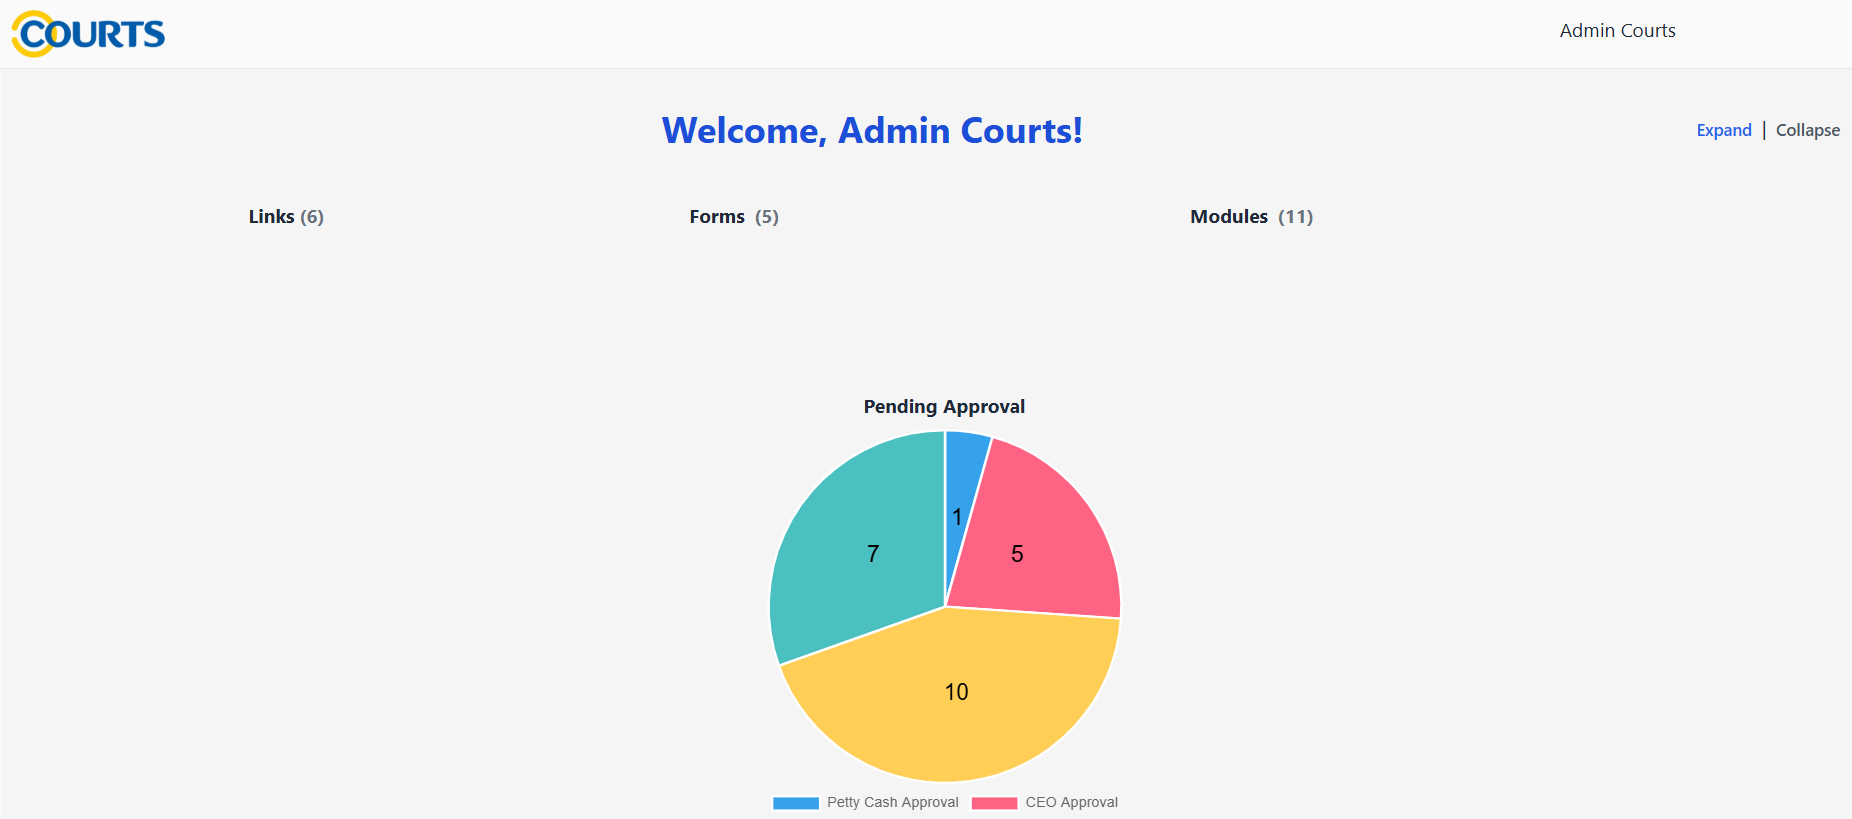 COURTS
Admin Courts
Welcome, Admin Courts!
Expand | Collapse
Links (6)
Forms (5)
Modules (11)
Pending Approval
1
5
7
10
Petty Cash Approval
CEO Approval